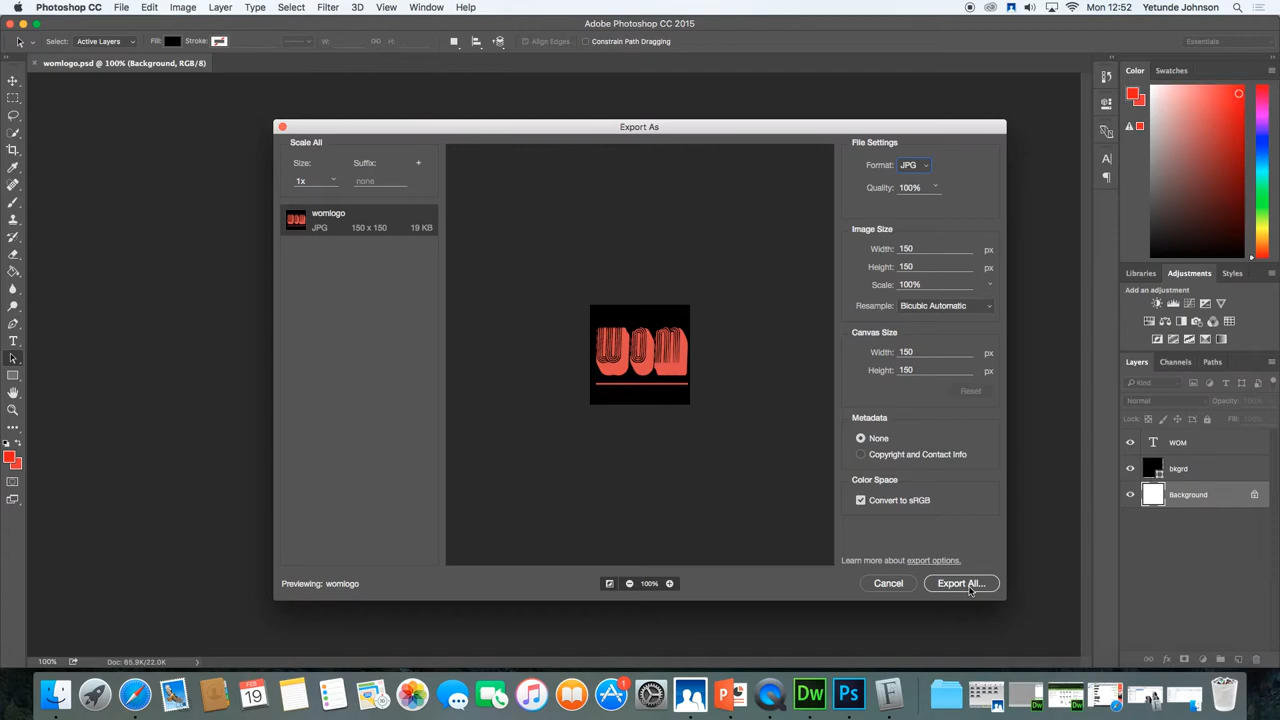 Photoshop CC File Edit Image Layer Type Select Filter 3D View Window Help Mon 12:52 Yetunde Johnson
Adobe Photoshop CC 2015
Select: Active Layers Fill: Stroke: W: H: Align Edges Constrain Path Dragging Essentials
womlogo.psd @ 100% (Background, RGB/8)
Color Swatches
Export As
Scale All
Size: Suffix: +
1x none
womlogo
JPG 150 x 150 19 KB
WOM
File Settings
Format: JPG
Quality: 100%
Image Size
Width: 150 px
Height: 150 px
Scale: 100%
Resample: Bicubic Automatic
Canvas Size
Width: 150 px
Height: 150 px
Reset
Metadata
None
Copyright and Contact Info
Color Space
Convert to sRGB
Learn more about export options.
Previewing: womlogo 100% Cancel Export All...
Libraries Adjustments Styles
Add an adjustment
Layers Channels Paths
Kind
Normal Opacity: 100%
Lock: Fill: 100%
WOM
bkgrd
Background
100% Doc: 65.9K/22.0K
FEB
19
1
Dw
Ps